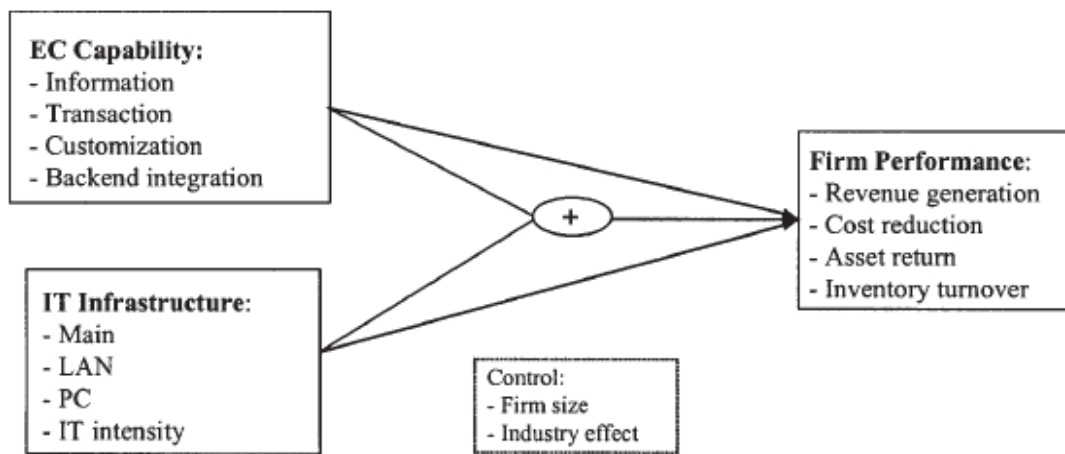 EC Capability:
- Information
- Transaction
- Customization
- Backend integration
+
Firm Performance:
- Revenue generation
- Cost reduction
- Asset return
- Inventory turnover
IT Infrastructure:
- Main
- LAN
- PC
- IT intensity
Control:
- Firm size
- Industry effect